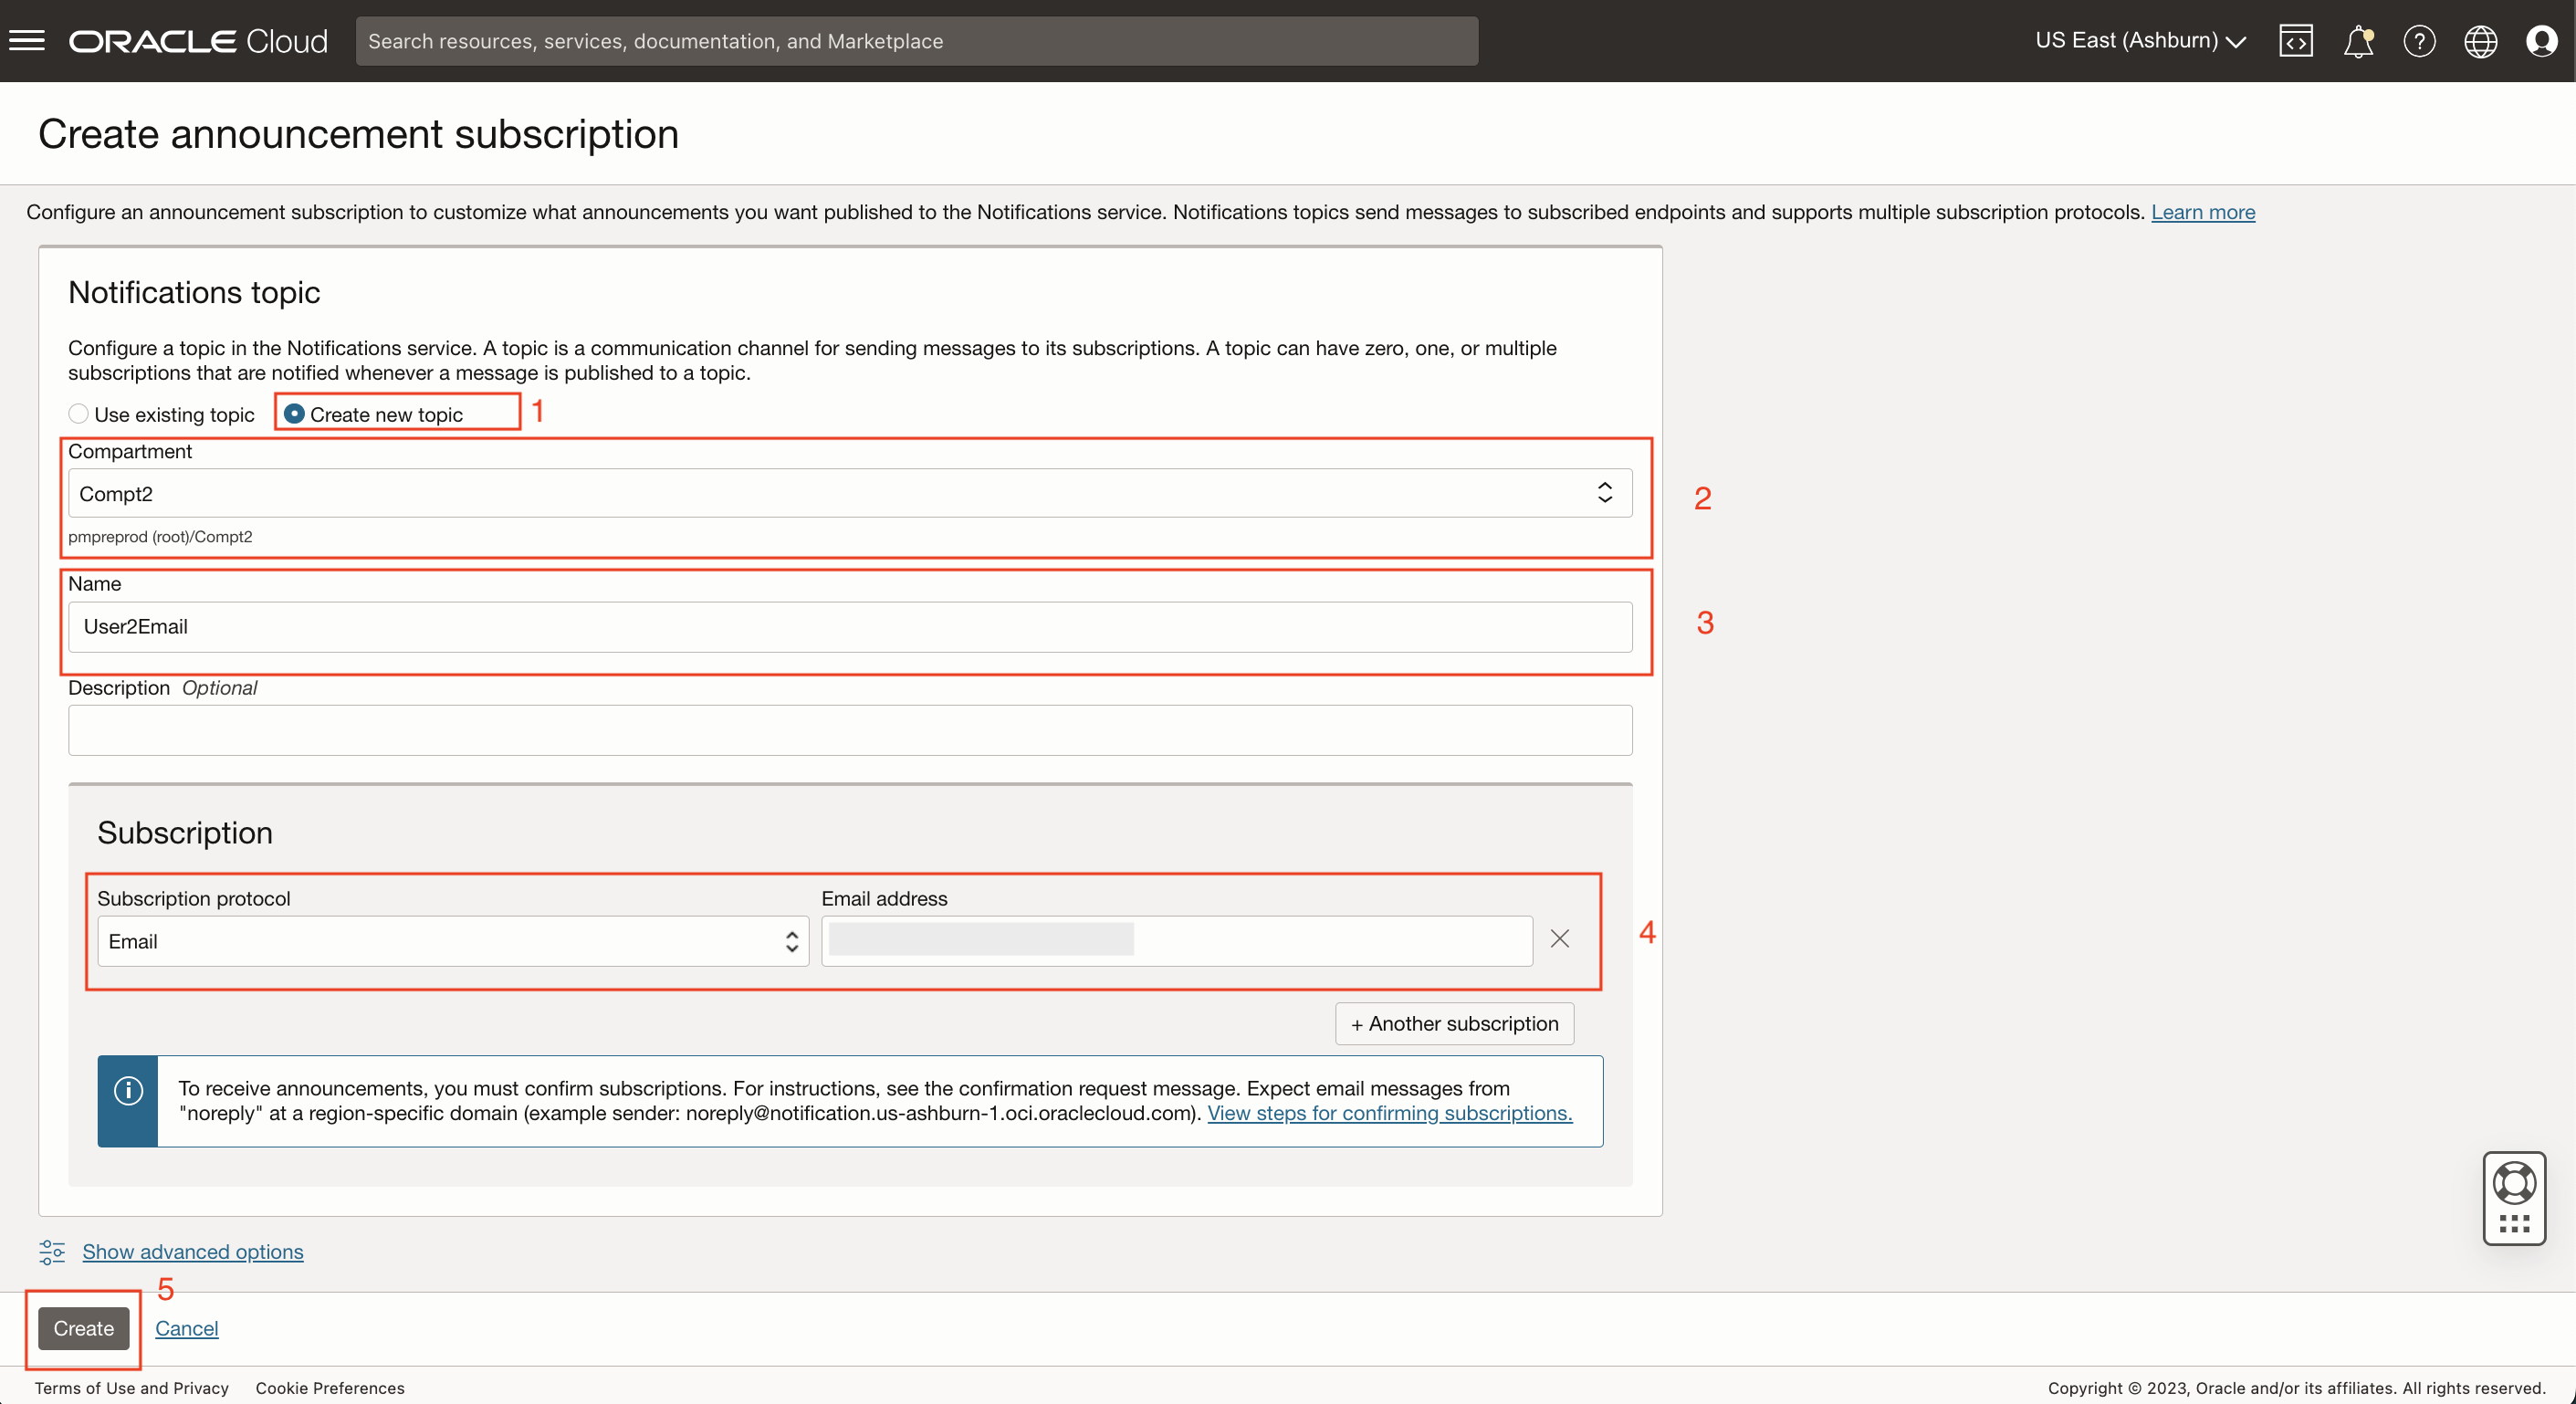 ORACLE Cloud
Search resources, services, documentation, and Marketplace
US East (Ashburn)
Create announcement subscription
Configure an announcement subscription to customize what announcements you want published to the Notifications service. Notifications topics send messages to subscribed endpoints and supports multiple subscription protocols. Learn more
Notifications topic
Configure a topic in the Notifications service. A topic is a communication channel for sending messages to its subscriptions. A topic can have zero, one, or multiple
subscriptions that are notified whenever a message is published to a topic.
Use existing topic Create new topic 1
Compartment
Compt2
2
pmpreprod (root)/Compt2
Name
User2Email
3
Description Optional
Subscription
Subscription protocol Email address
Email
4
+ Another subscription
To receive announcements, you must confirm subscriptions. For instructions, see the confirmation request message. Expect email messages from
"noreply" at a region-specific domain (example sender: noreply@notification.us-ashburn-1.oci.oraclecloud.com). View steps for confirming subscriptions.
Show advanced options
5
Create Cancel
Terms of Use and Privacy Cookie Preferences Copyright © 2023, Oracle and/or its affiliates. All rights reserved.